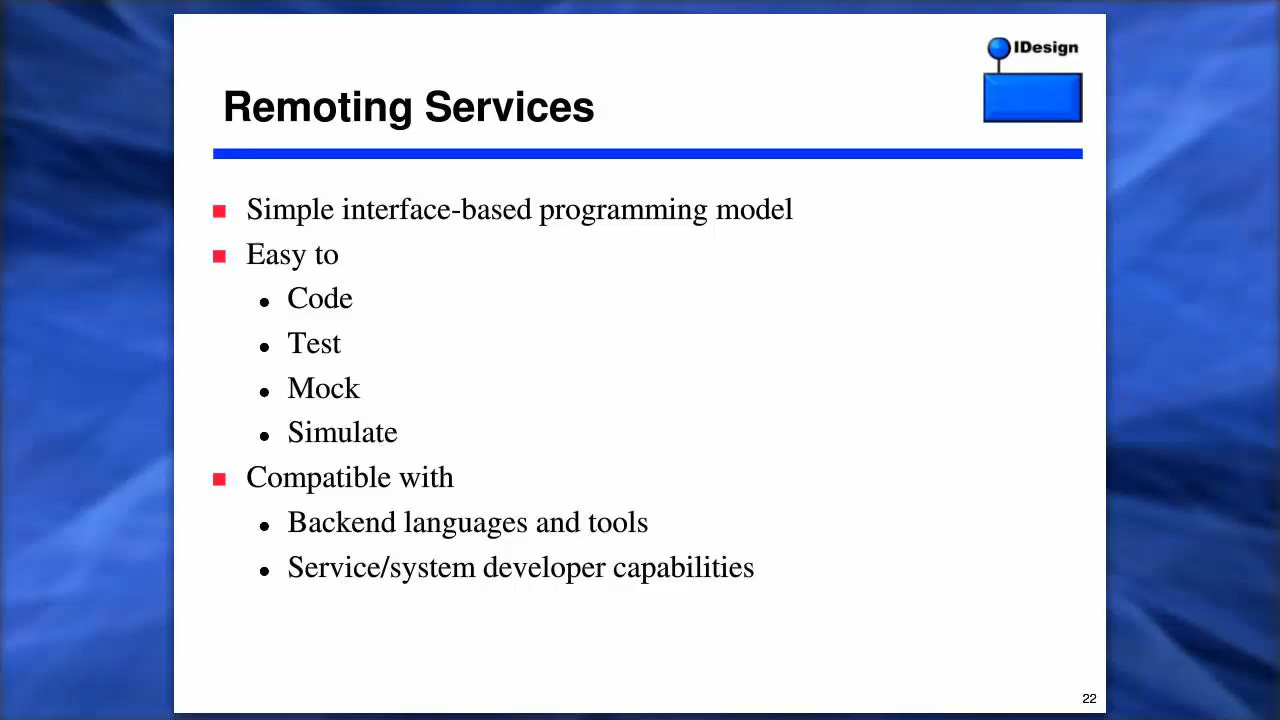 IDesign
Remoting Services
Simple interface-based programming model
Easy to
Code
Test
Mock
Simulate
Compatible with
Backend languages and tools
Service/system developer capabilities
22